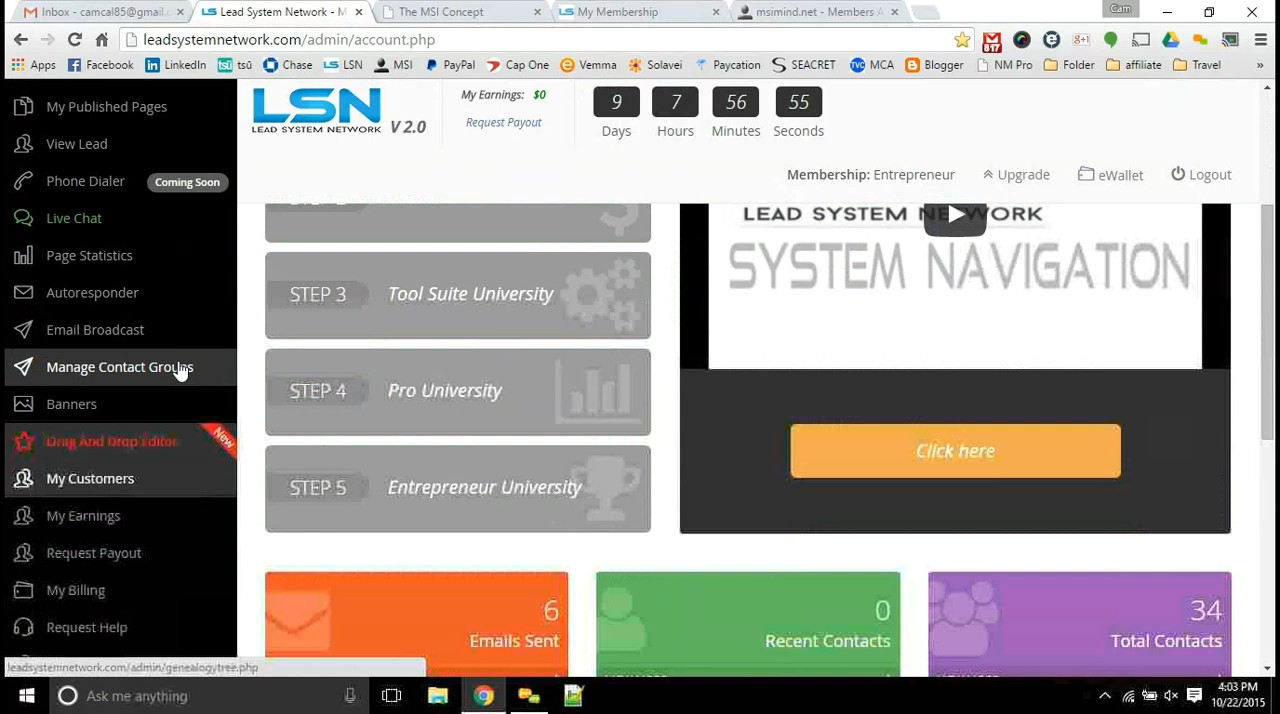 Inbox - camcal85@gmail.
Lead System Network - M
The MSI Concept
My Membership
msimind.net - Members A
Cam
leadsystemnetwork.com/admin/account.php
817
Apps
Facebook
LinkedIn
tsū
tsū
Chase
LSN
MSI
PayPal
Cap One
Vemma
Solavei
Paycation
SEACRET
TVC
MCA
Blogger
NM Pro
Folder
affiliate
Travel
»
My Published Pages
View Lead
Phone Dialer
Coming Soon
Live Chat
Page Statistics
Autoresponder
Email Broadcast
Manage Contact Groups
Banners
Drag And Drop Editor
New
My Customers
My Earnings
Request Payout
My Billing
Request Help
leadsystemnetwork.com/admin/genealogytree.php
LSN
LEAD SYSTEM NETWORK
V 2.0
My Earnings: $0
Request Payout
9
7
56
55
Days
Hours
Minutes
Seconds
Membership: Entrepreneur
Upgrade
eWallet
Logout
STEP 3
Tool Suite University
STEP 4
Pro University
STEP 5
Entrepreneur University
LEAD SYSTEM NETWORK
SYSTEM NAVIGATION
Click here
6
Emails Sent
0
Recent Contacts
34
Total Contacts
Ask me anything
4:03 PM
10/22/2015